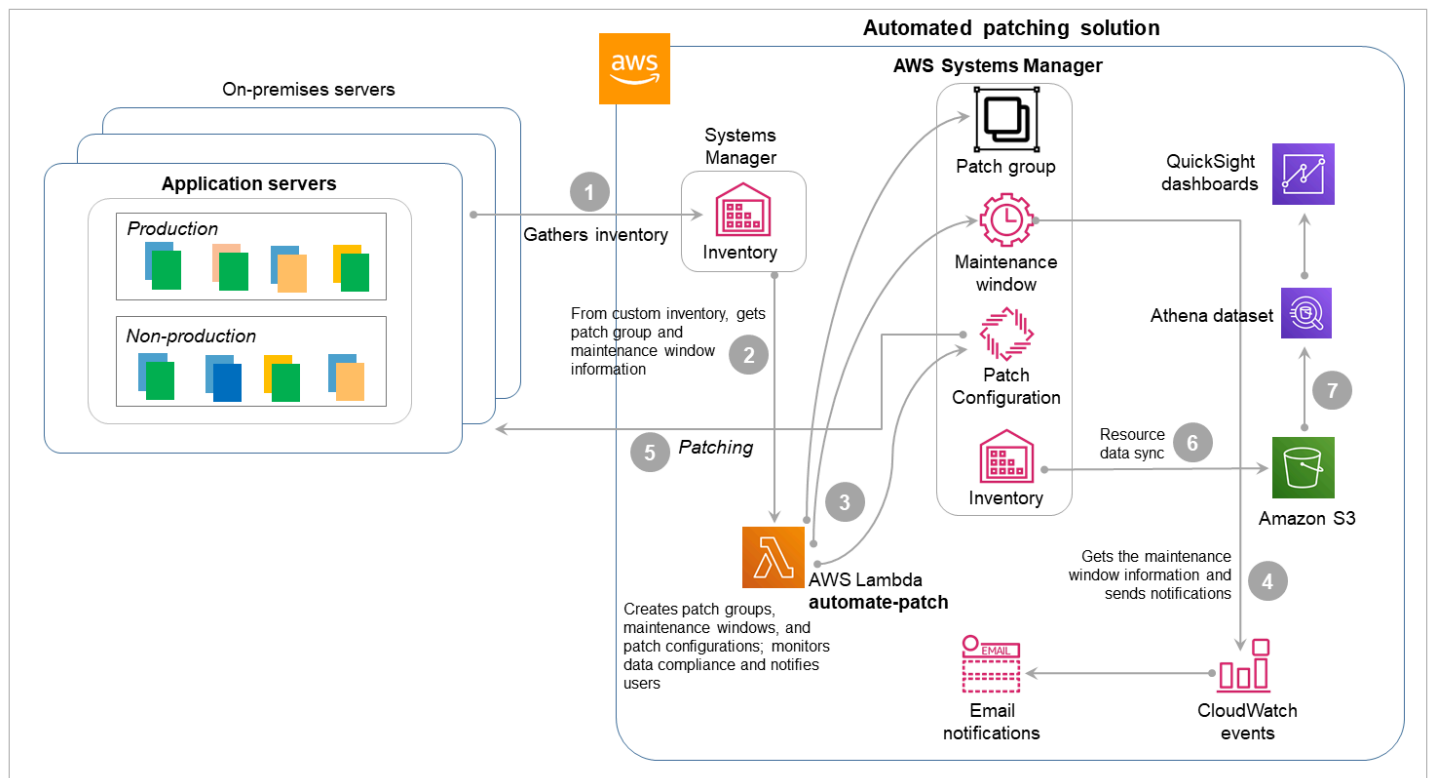 Automated patching solution
aws
AWS Systems Manager
On-premises servers
Application servers
Production
Non-production
1
Gathers inventory
Systems
Manager
Inventory
From custom inventory, gets
patch group and
maintenance window
information
2
5
Patching
3
AWS Lambda
automate-patch
Creates patch groups,
maintenance windows, and
patch configurations; monitors
data compliance and notifies
users
Patch group
Maintenance
window
Patch
Configuration
Inventory
Resource
data sync
6
QuickSight
dashboards
Athena dataset
7
Amazon S3
Gets the maintenance
window information and
sends notifications
4
EMAIL
Email
notifications
CloudWatch
events